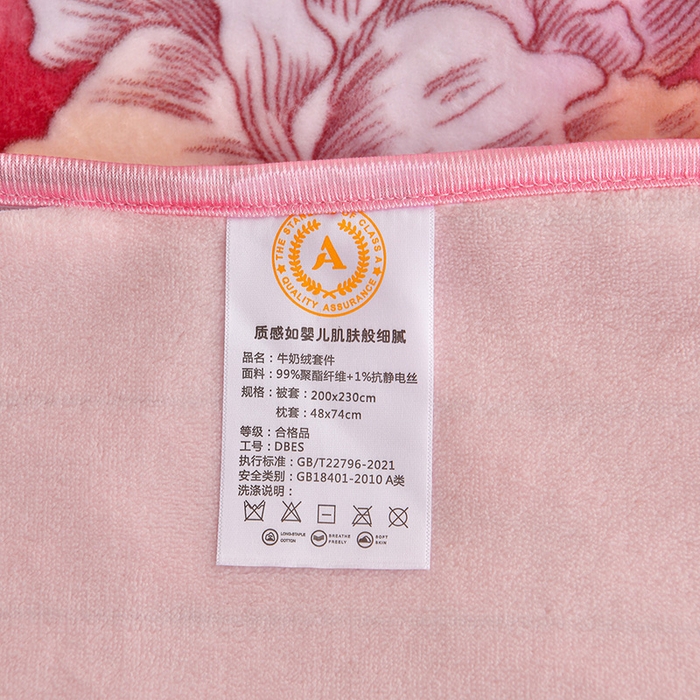 THE STANDARD OF CLASS A
A
QUALITY ASSURANCE
质感如婴儿肌肤般细腻
品名：牛奶绒套件
面料：99%聚酯纤维+1%抗静电丝
规格：被套：200x230cm
枕套：48x74cm
等级：合格品
工号：DBES
执行标准：GB/T22796-2021
安全类别：GB18401-2010 A类
洗涤说明：
LONG-STAPLE COTTON
BREATHE FREELY
SOFT SKIN